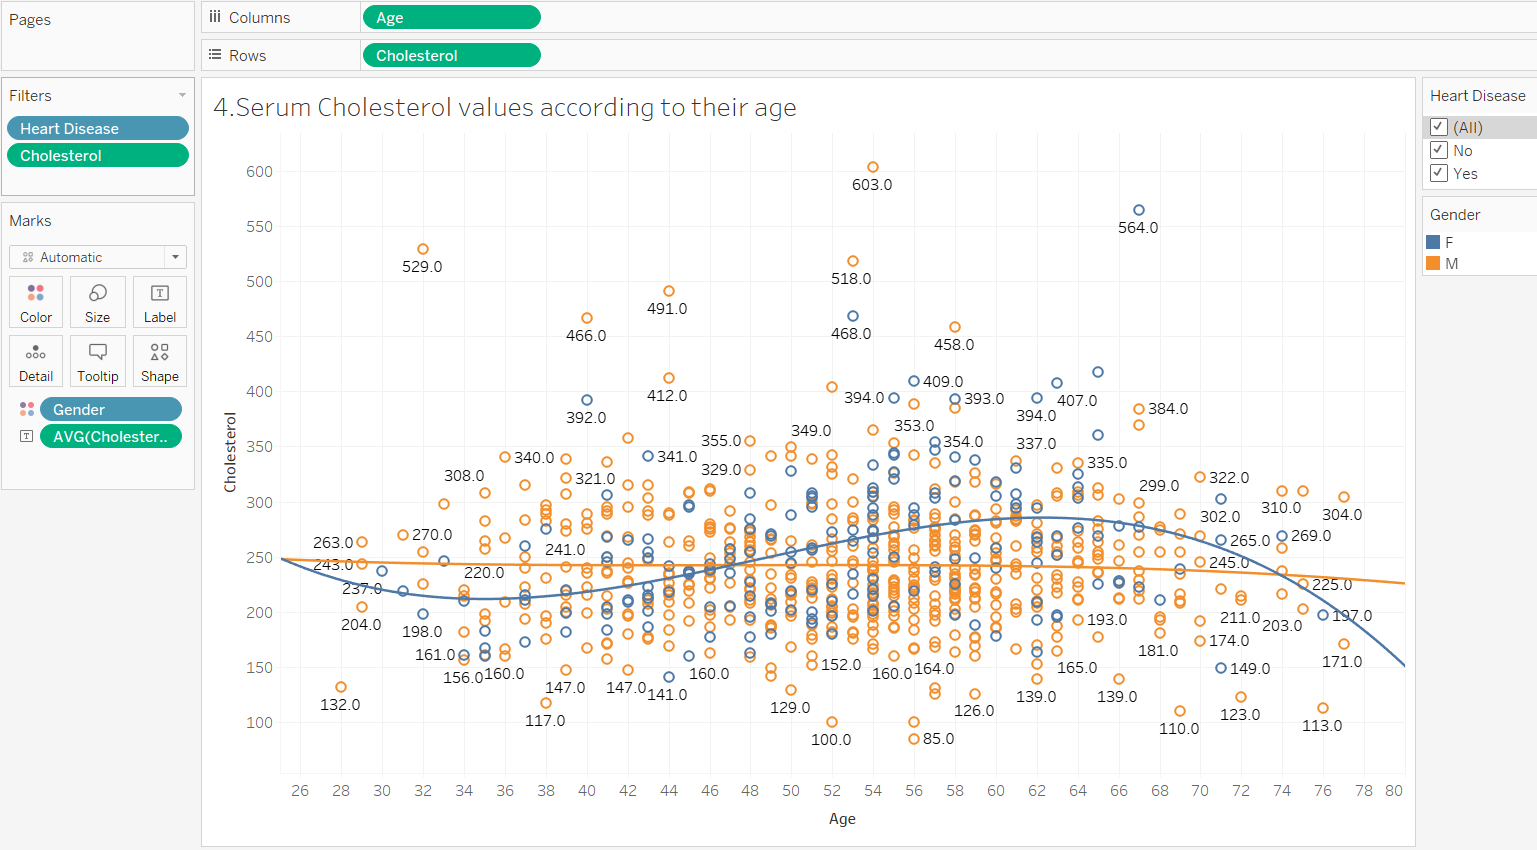 Pages
Columns
Age
Rows
Cholesterol
Filters
Heart Disease
Cholesterol
Marks
Automatic
Color
Size
Label
Detail
Tooltip
Shape
Gender
AVG(Cholester..
4.Serum Cholesterol values according to their age
Cholesterol
600
550
500
450
400
350
300
250
200
150
100
603.0
564.0
529.0
518.0
491.0
466.0
468.0
458.0
412.0
409.0
392.0
394.0
393.0
394.0
407.0
384.0
353.0
349.0
355.0
354.0
337.0
340.0
341.0
335.0
308.0
321.0
329.0
322.0
299.0
302.0
310.0
304.0
270.0
263.0
241.0
265.0
269.0
243.0
245.0
220.0
237.0
225.0
204.0
198.0
193.0
211.0
203.0
197.0
161.0
181.0
174.0
171.0
156.0
160.0
147.0
147.0
141.0
160.0
152.0
160.0
164.0
165.0
149.0
132.0
129.0
126.0
139.0
139.0
117.0
123.0
110.0
113.0
100.0
85.0
26 28 30 32 34 36 38 40 42 44 46 48 50 52 54 56 58 60 62 64 66 68 70 72 74 76 78 80
Age
Heart Disease
(All)
No
Yes
Gender
F
M